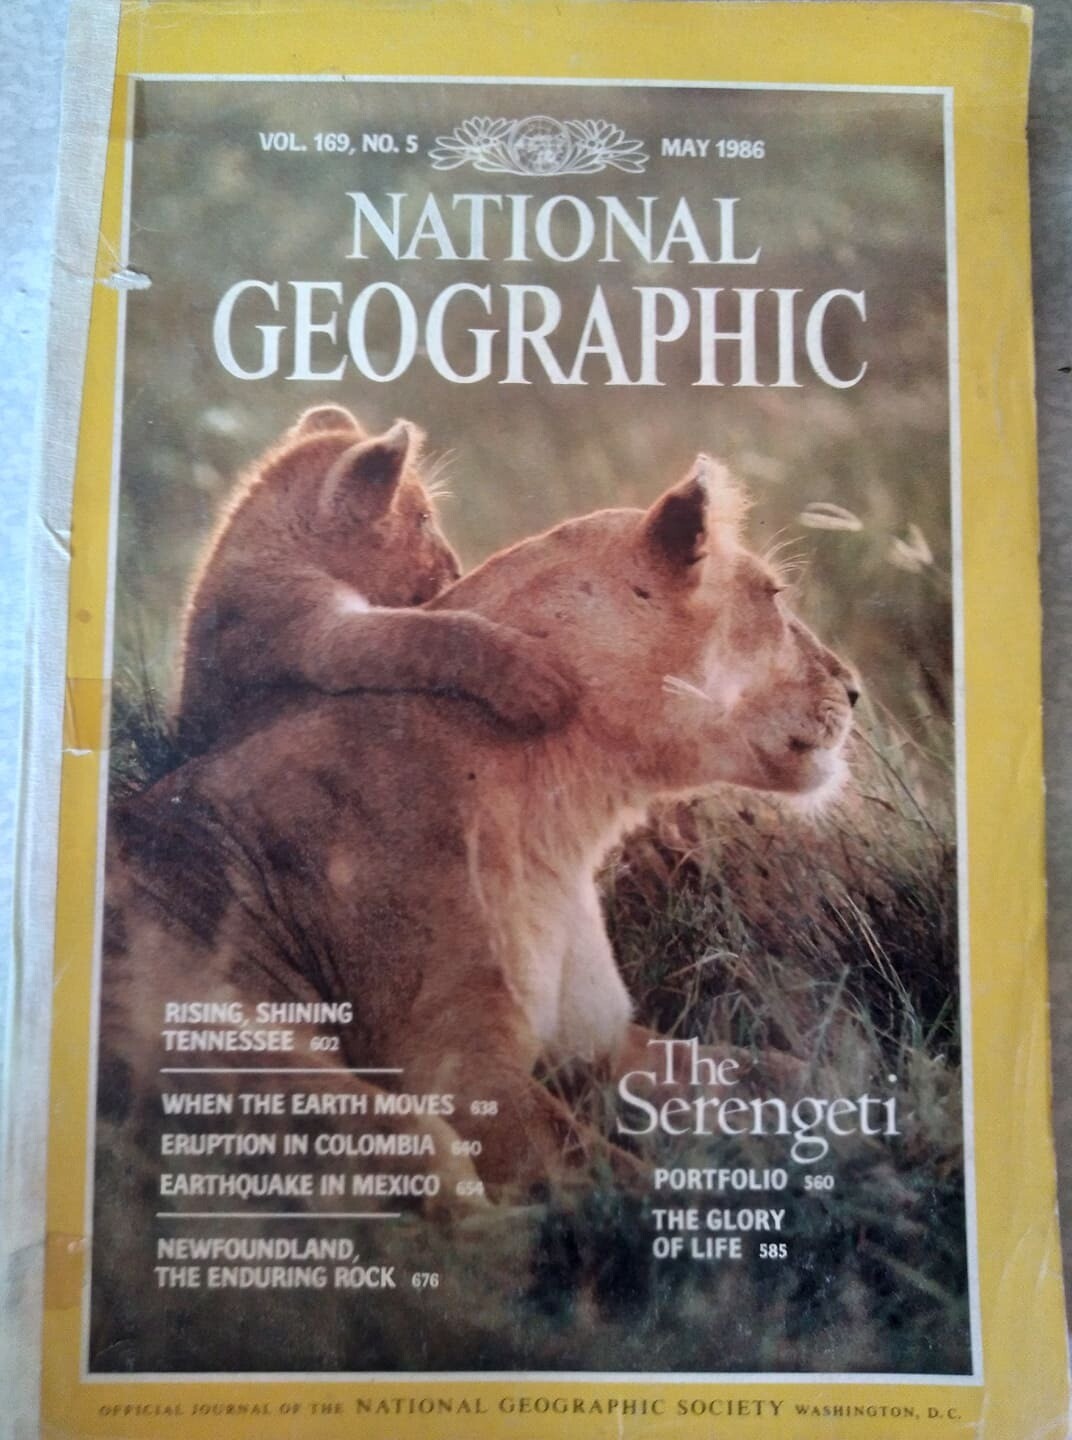 VOL. 169, NO. 5 MAY 1986
NATIONAL
GEOGRAPHIC
RISING, SHINING
TENNESSEE 602
WHEN THE EARTH MOVES 638
ERUPTION IN COLOMBIA 640
EARTHQUAKE IN MEXICO 654
NEWFOUNDLAND,
THE ENDURING ROCK 676
The
Serengeti
PORTFOLIO 560
THE GLORY
OF LIFE 585
OFFICIAL JOURNAL OF THE NATIONAL GEOGRAPHIC SOCIETY WASHINGTON, D.C.